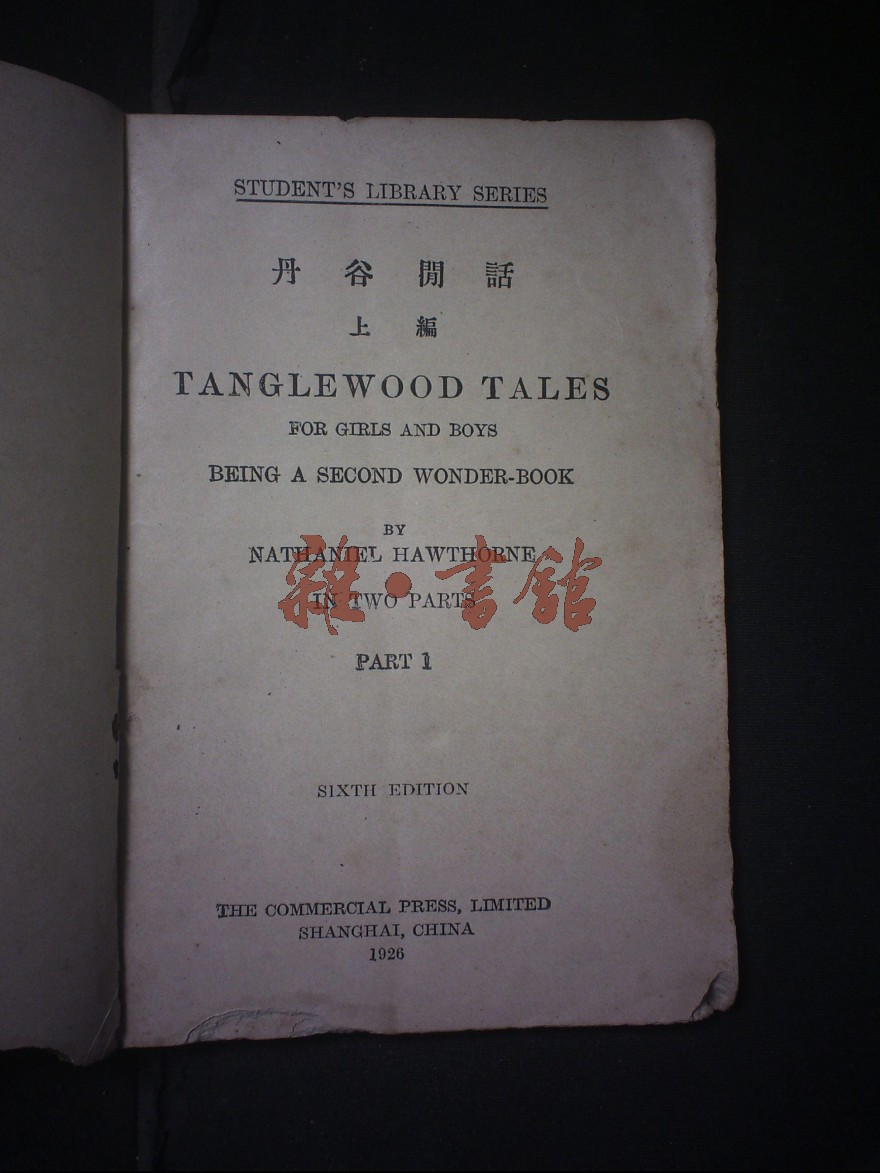 STUDENT'S LIBRARY SERIES
丹谷閒話
上編
TANGLEWOOD TALES
FOR GIRLS AND BOYS
BEING A SECOND WONDER-BOOK
BY
NATHANIEL HAWTHORNE
雜·書館
IN TWO PARTS
PART 1
SIXTH EDITION
THE COMMERCIAL PRESS, LIMITED
SHANGHAI, CHINA
1926